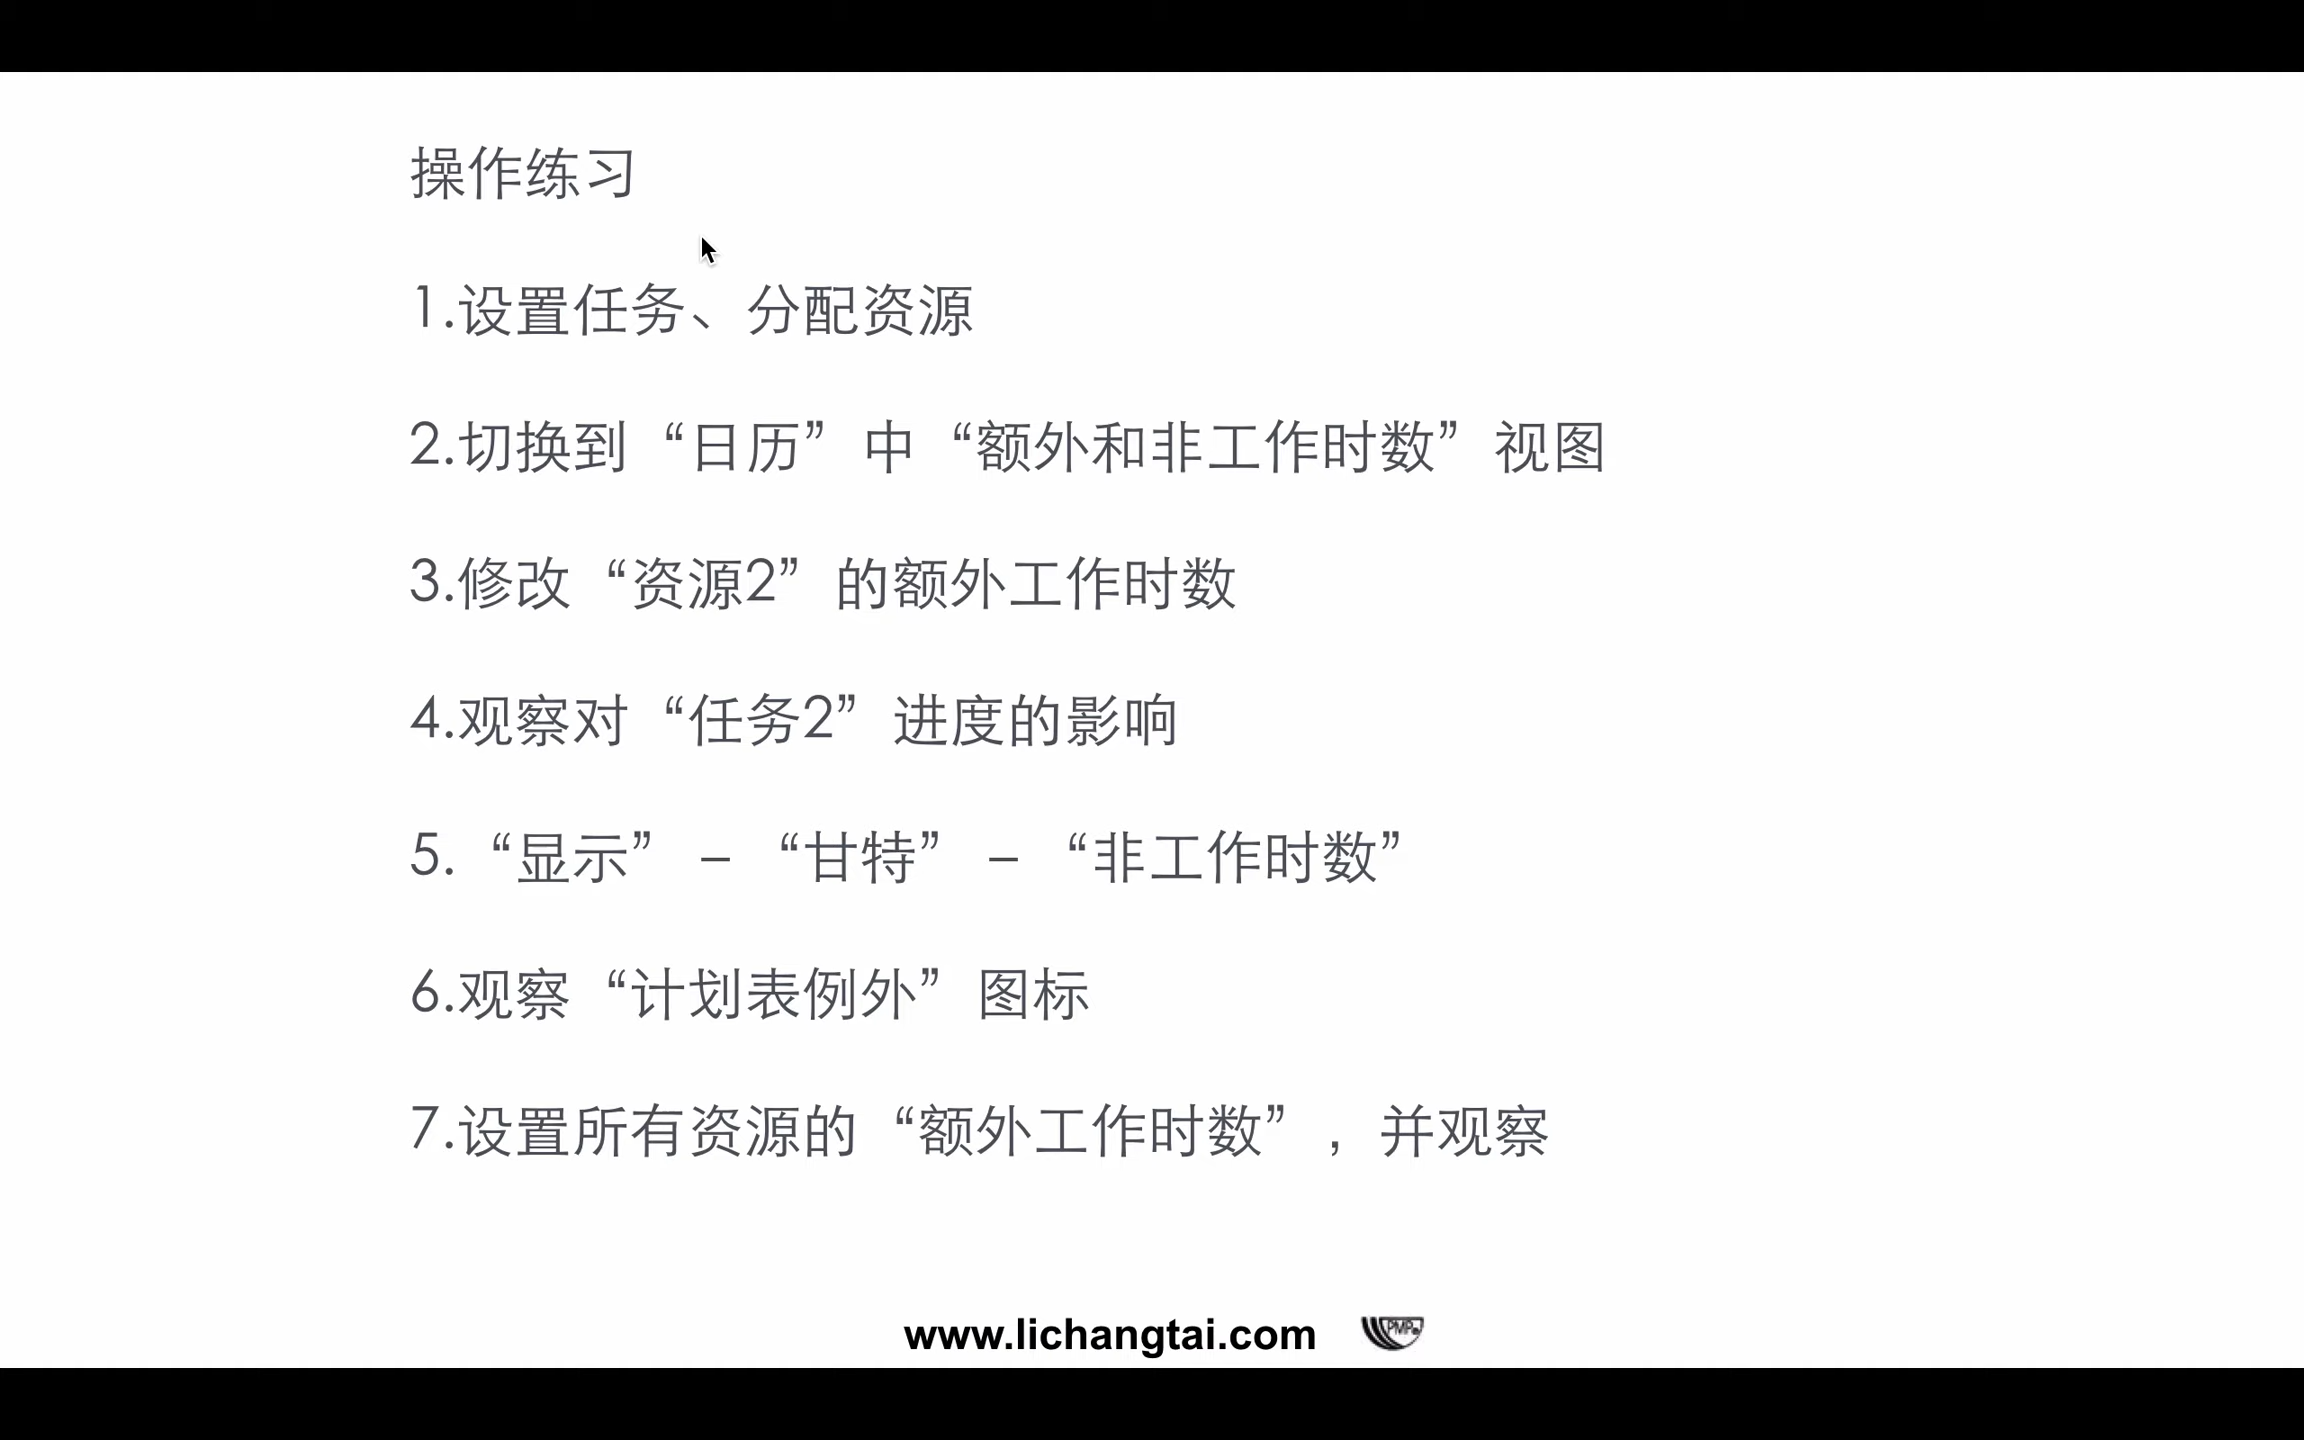 操作练习
1.设置任务、分配资源
2.切换到“日历”中“额外和非工作时数”视图
3.修改“资源2”的额外工作时数
4.观察对“任务2”进度的影响
5.“显示” – “甘特” – “非工作时数”
6.观察“计划表例外”图标
7.设置所有资源的“额外工作时数”，并观察
www.lichangtai.com PMP